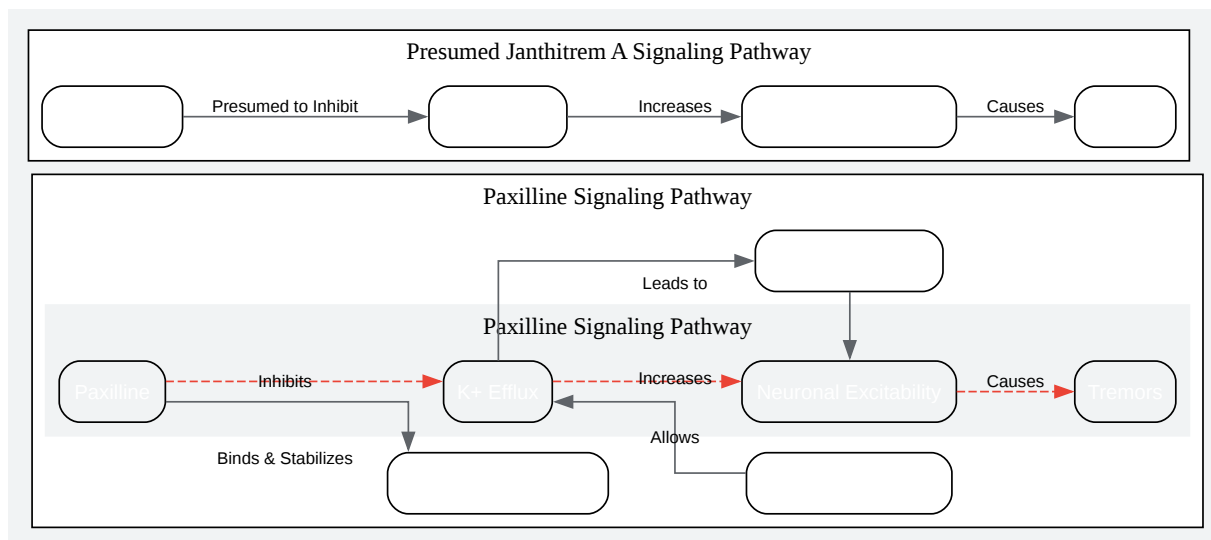 Presumed Janthitrem A Signaling Pathway
Presumed to Inhibit
Increases
Causes
Paxilline Signaling Pathway
Leads to
Paxilline Signaling Pathway
Paxilline
Inhibits
K+ Efflux
Increases
Neuronal Excitability
Causes
Tremors
Allows
Binds & Stabilizes